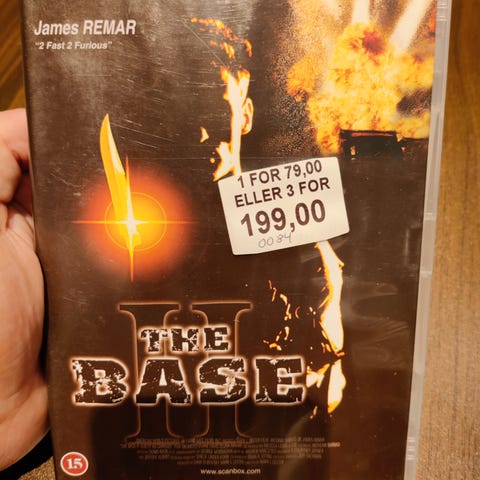 James REMAR
"2 Fast 2 Furious"
1 FOR 79,00
ELLER 3 FOR
199,00
0084
II
THE
BASE
15
www.scanbox.com